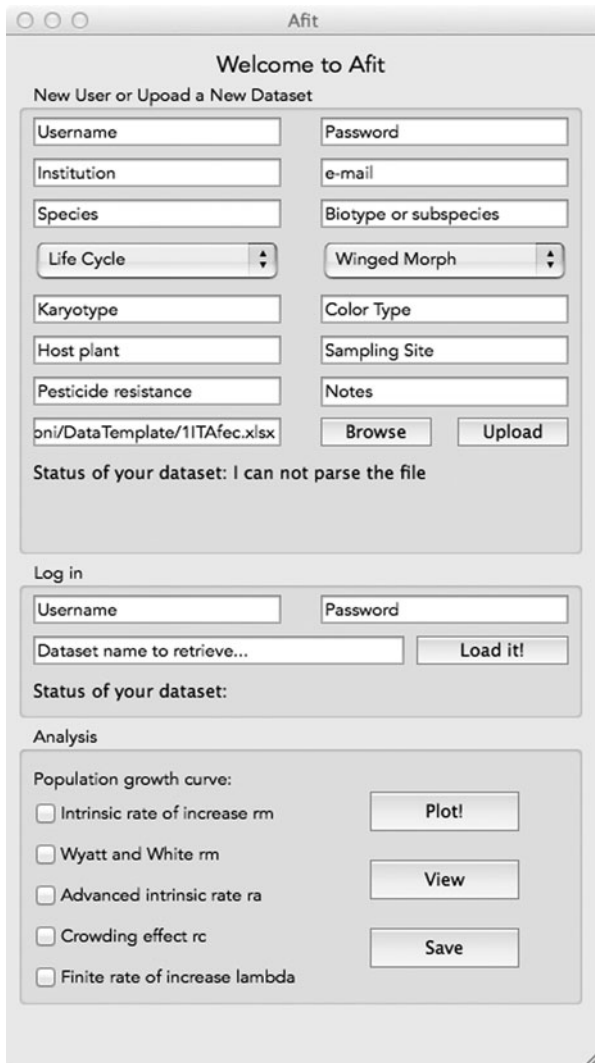 Afit
Welcome to Afit
New User or Upoad a New Dataset
Username Password
Institution e-mail
Species Biotype or subspecies
Life Cycle Winged Morph
Karyotype Color Type
Host plant Sampling Site
Pesticide resistance Notes
oni/DataTemplate/1ITAfec.xlsx Browse Upload
Status of your dataset: I can not parse the file
Log in
Username Password
Dataset name to retrieve... Load it!
Status of your dataset:
Analysis
Population growth curve:
Intrinsic rate of increase rm Plot!
Wyatt and White rm
Advanced intrinsic rate ra View
Crowding effect rc
Finite rate of increase lambda Save